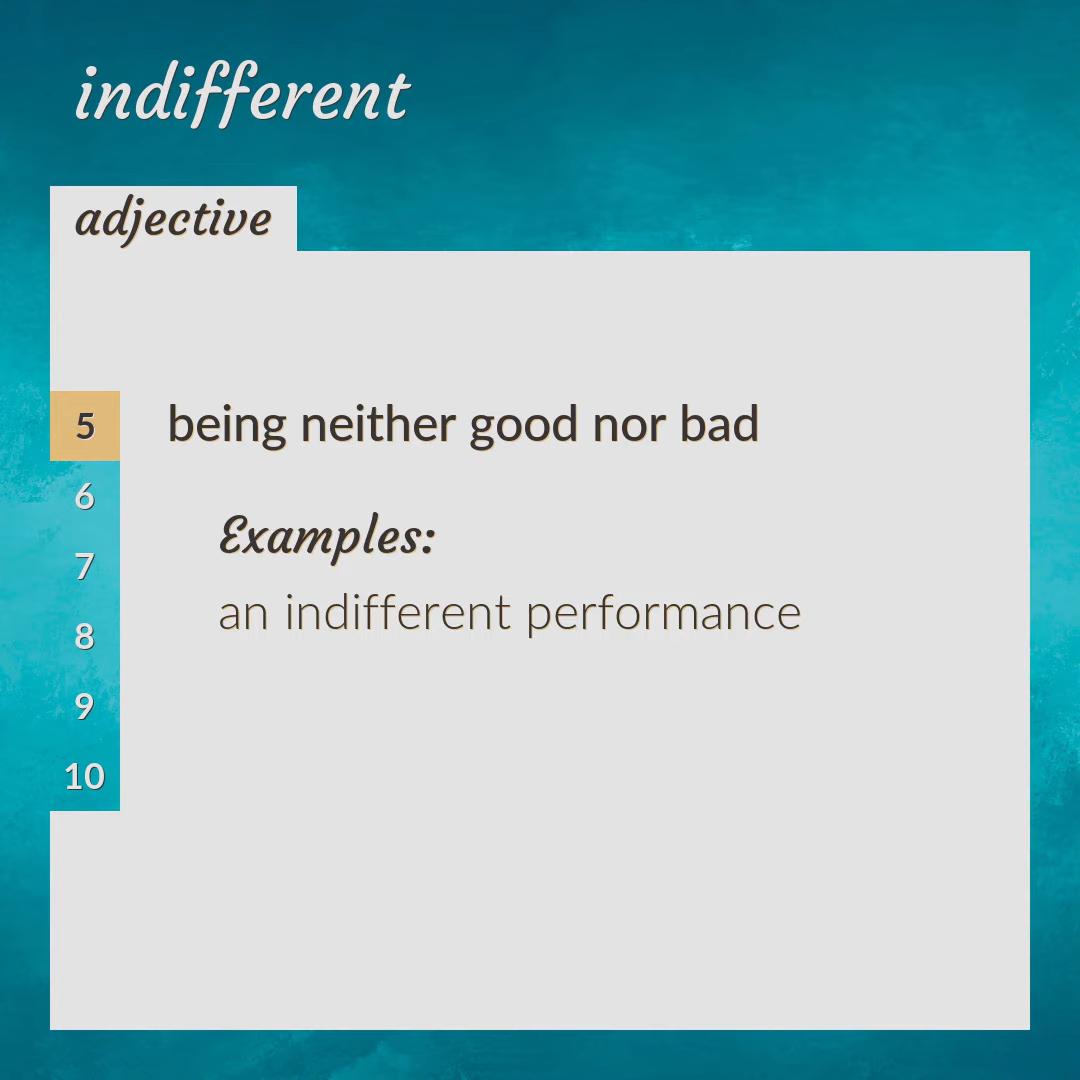 indifferent
adjective
5 being neither good nor bad
6
Examples:
7
an indifferent performance
8
9
10